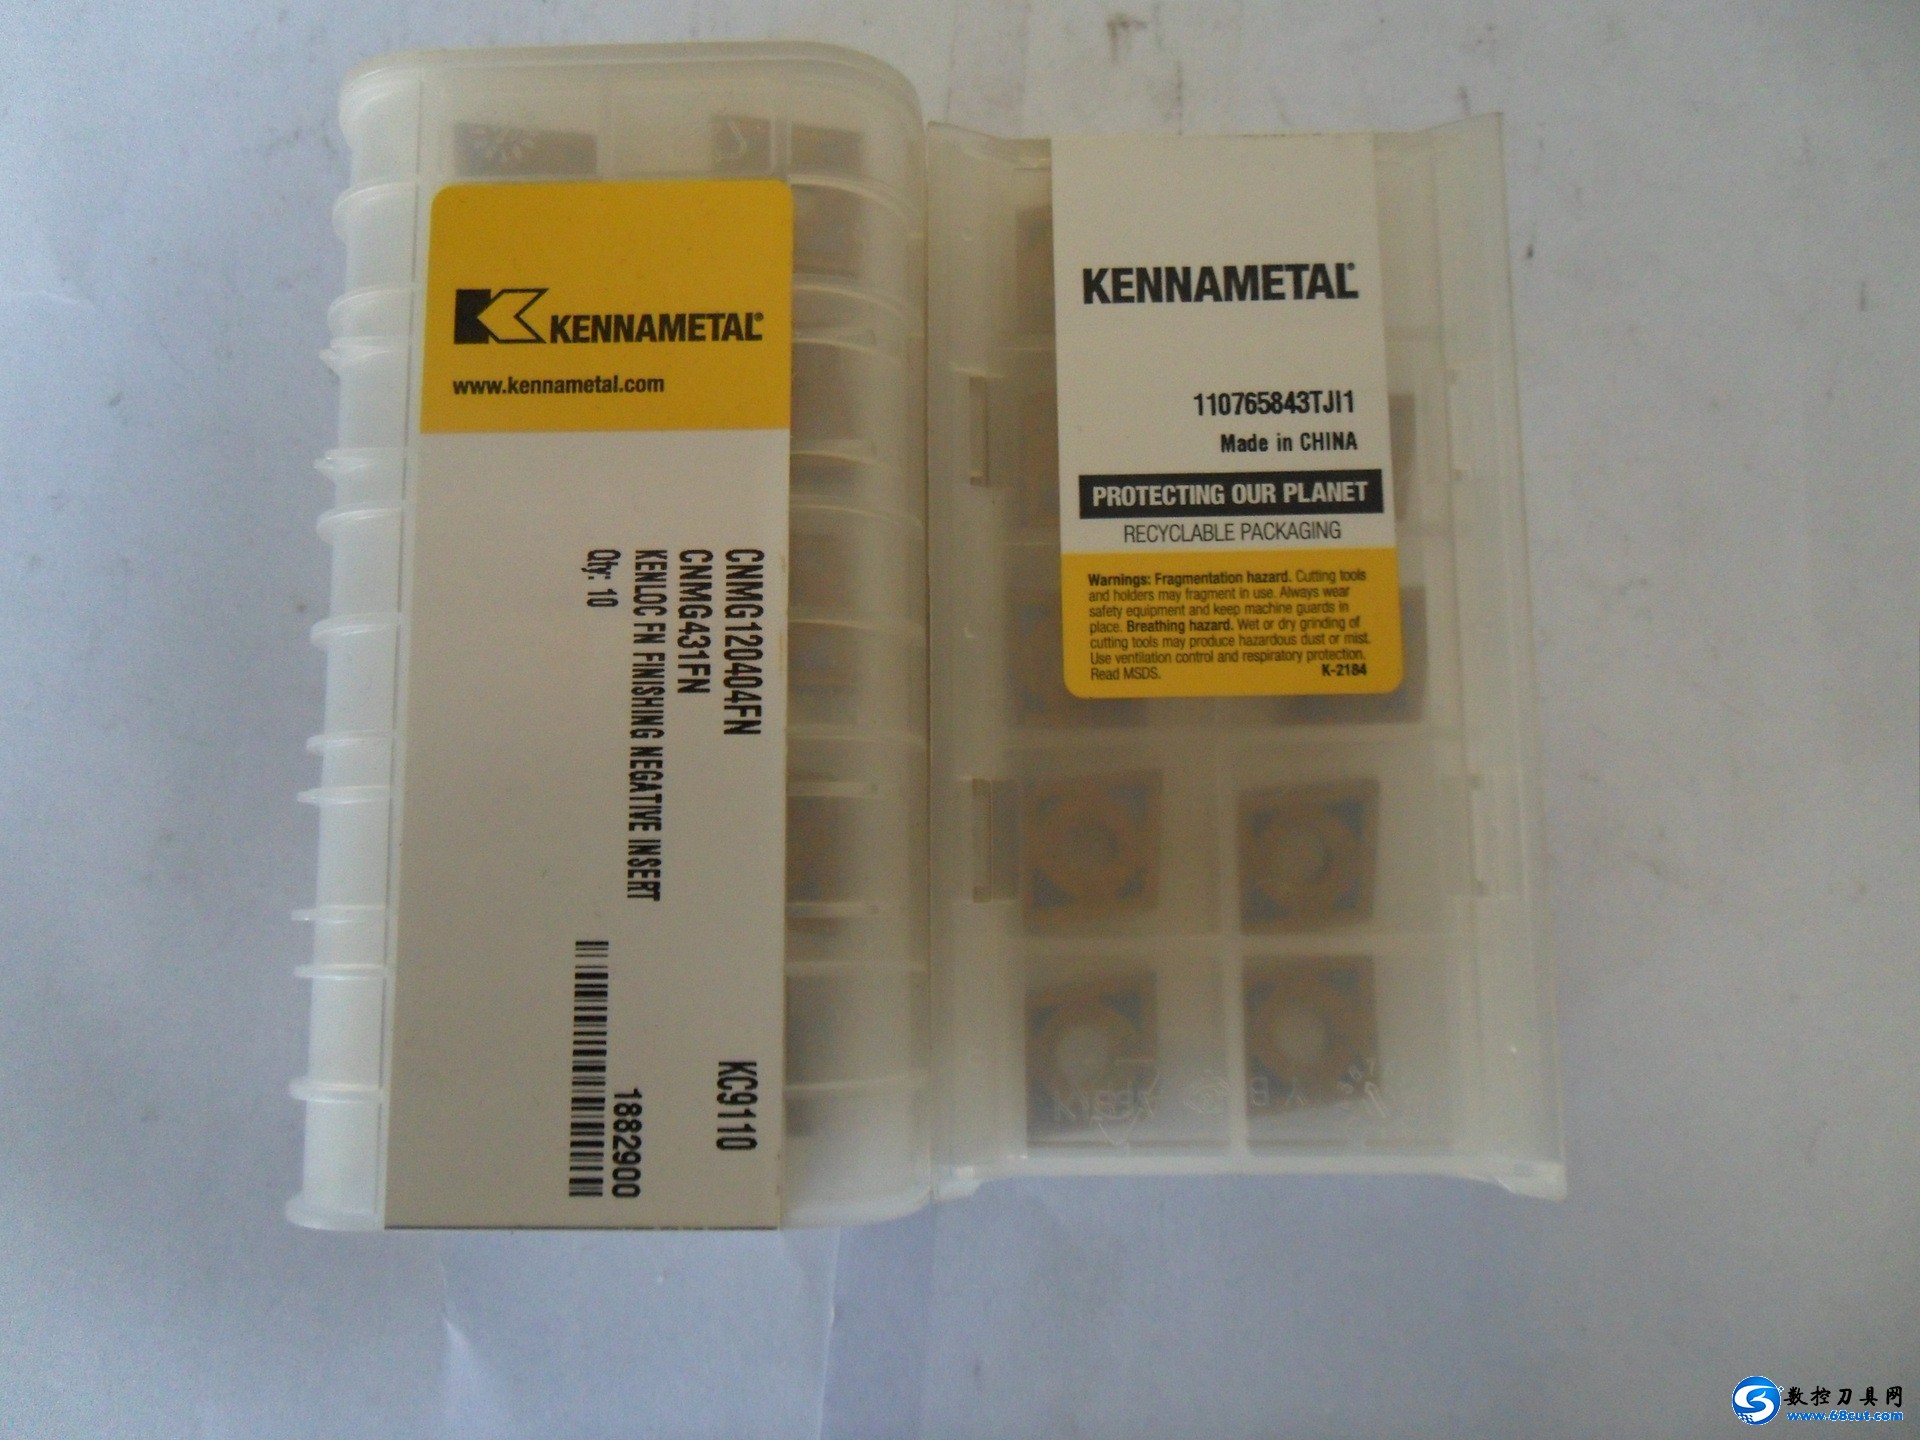 KENNAMETAL®
www.kennametal.com
CNMG120404FN
CNMG431FN
KENLOC FN FINISHING NEGATIVE INSERT
Qty: 10
KC9110
1882900
KENNAMETAL®
110765843TJI1
Made in CHINA
PROTECTING OUR PLANET
RECYCLABLE PACKAGING
Warnings: Fragmentation hazard. Cutting tools
and holders may fragment in use. Always wear
safety equipment and keep machine guards in
place. Breathing hazard. Wet or dry grinding of
cutting tools may produce hazardous dust or mist.
Use ventilation control and respiratory protection.
Read MSDS. K-2184
数控刀具网
www.68cut.com